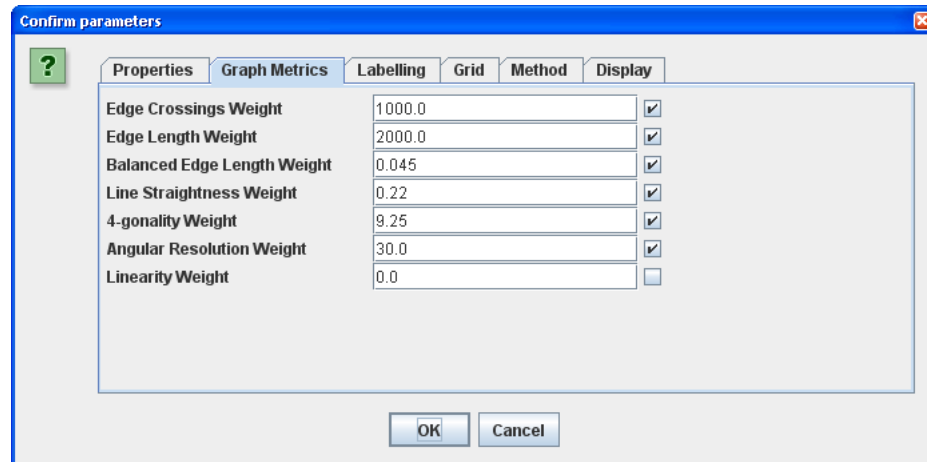 Confirm parameters
?
Properties Graph Metrics Labelling Grid Method Display
Edge Crossings Weight 1000.0
Edge Length Weight 2000.0
Balanced Edge Length Weight 0.045
Line Straightness Weight 0.22
4-gonality Weight 9.25
Angular Resolution Weight 30.0
Linearity Weight 0.0
OK Cancel